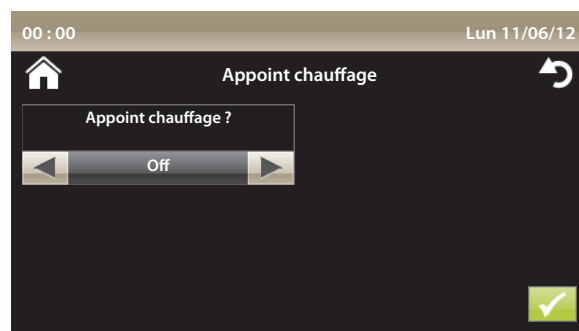 00 : 00 Lun 11/06/12
Appoint chauffage
Appoint chauffage ?
Off